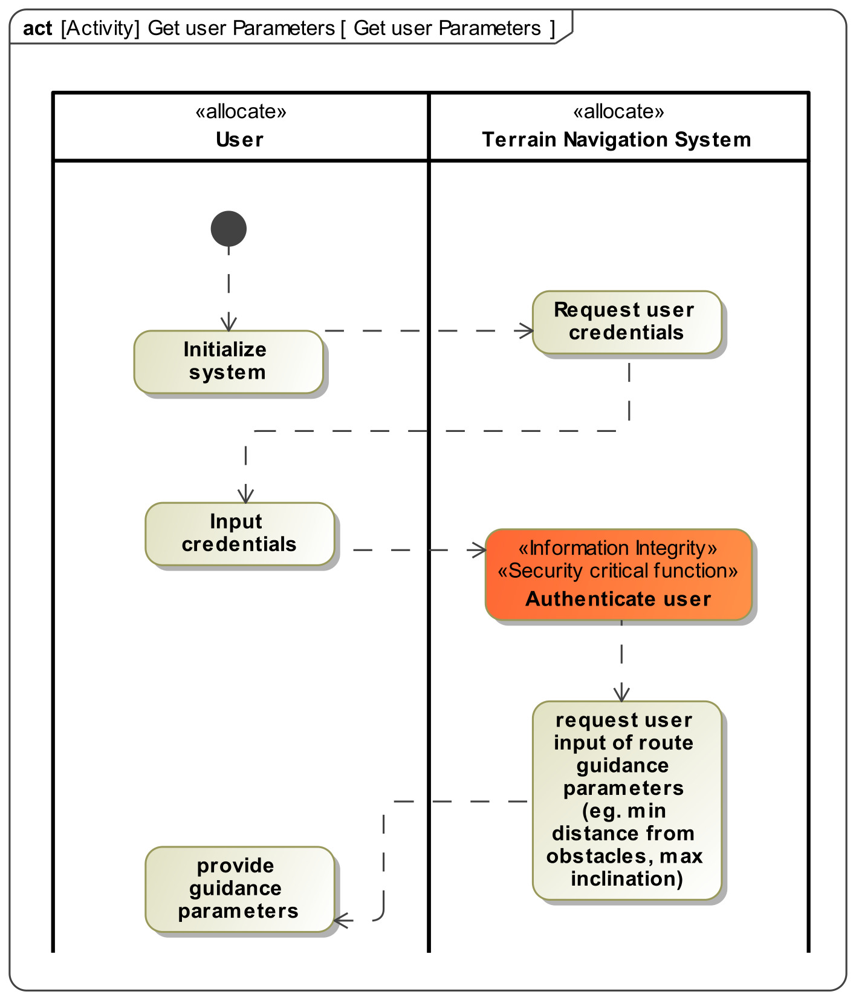 act [Activity] Get user Parameters [ Get user Parameters ]
«allocate»
User
«allocate»
Terrain Navigation System
Request user
credentials
Initialize
system
Input
credentials
«Information Integrity»
«Security critical function»
Authenticate user
request user
input of route
guidance
parameters
(eg. min
distance from
obstacles, max
inclination)
provide
guidance
parameters